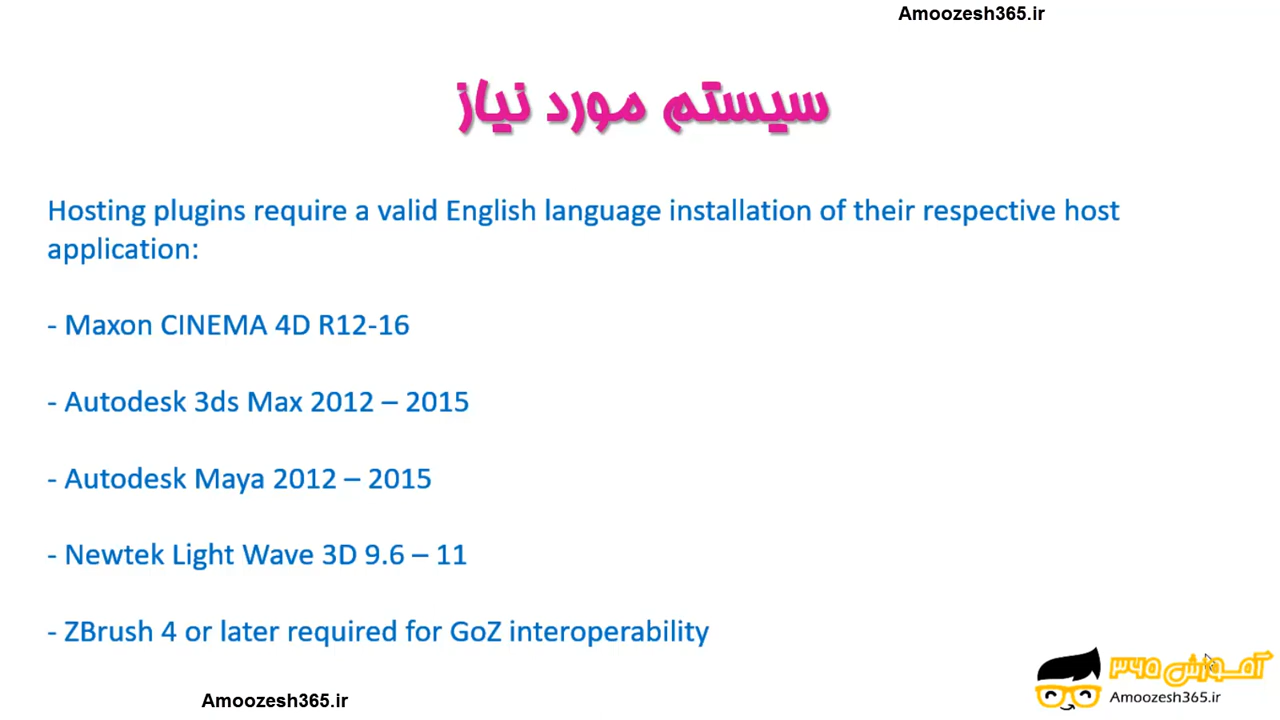 Amoozesh365.ir
سیستم مورد نیاز
Hosting plugins require a valid English language installation of their respective host
application:
- Maxon CINEMA 4D R12-16
- Autodesk 3ds Max 2012 – 2015
- Autodesk Maya 2012 – 2015
- Newtek Light Wave 3D 9.6 – 11
- ZBrush 4 or later required for GoZ interoperability
آموزش ۳۶۵
Amoozesh365.ir
Amoozesh365.ir